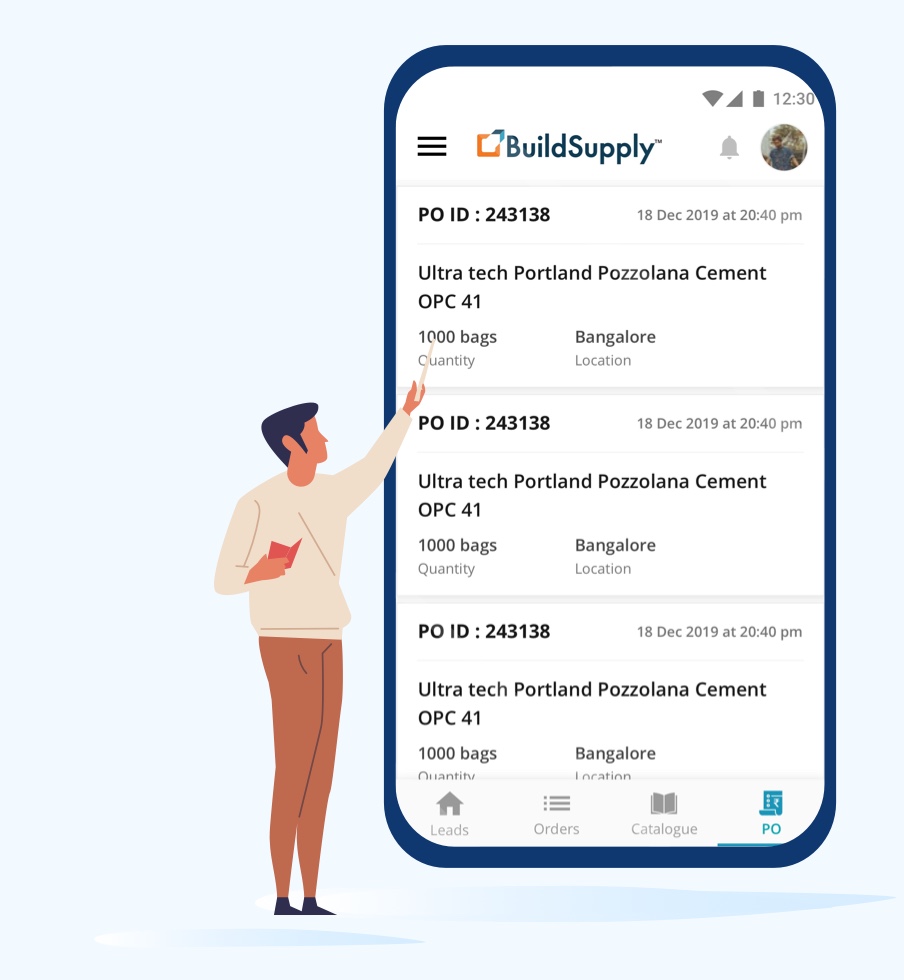 12:30
BuildSupply™
PO ID : 243138
18 Dec 2019 at 20:40 pm
Ultra tech Portland Pozzolana Cement
OPC 41
1000 bags
Bangalore
Quantity
Location
PO ID : 243138
18 Dec 2019 at 20:40 pm
Ultra tech Portland Pozzolana Cement
OPC 41
1000 bags
Bangalore
Quantity
Location
PO ID : 243138
18 Dec 2019 at 20:40 pm
Ultra tech Portland Pozzolana Cement
OPC 41
1000 bags
Bangalore
Quantity
Location
Leads
Orders
Catalogue
PO